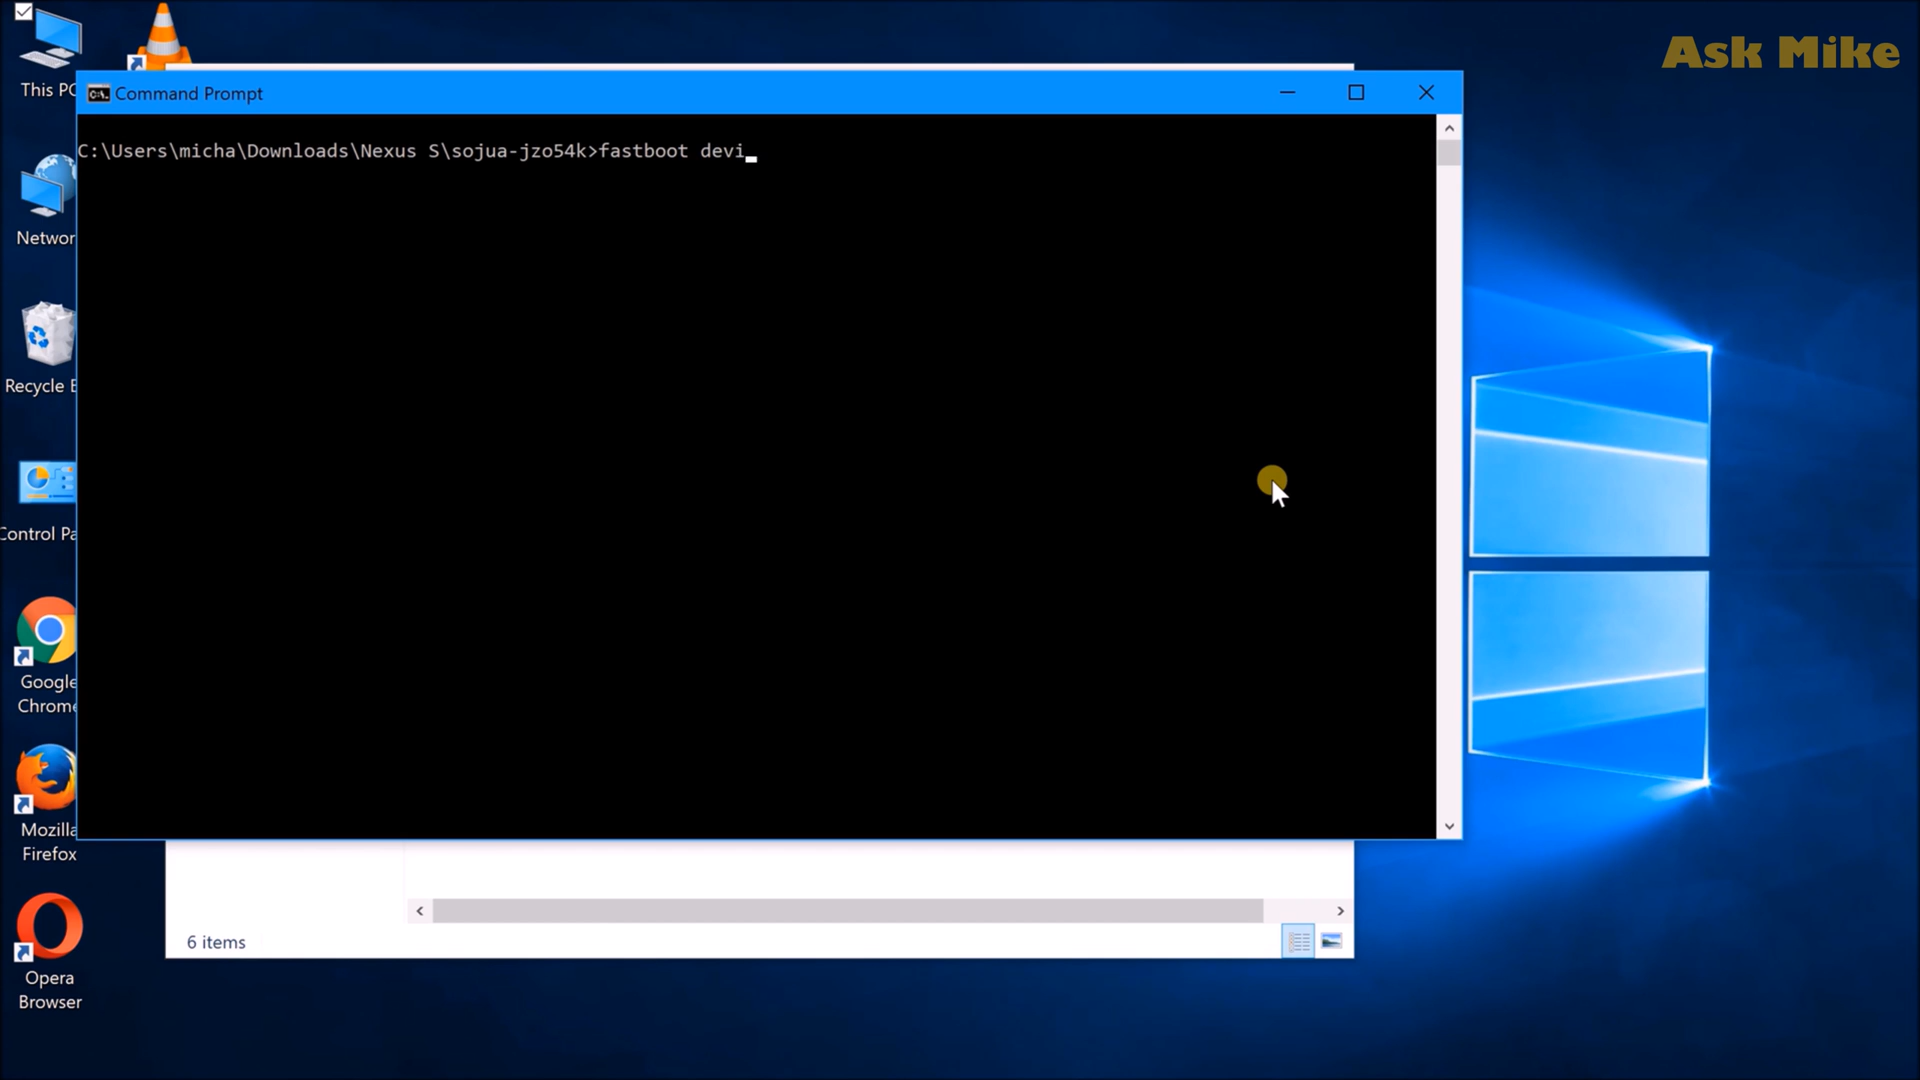 Ask Mike
This PC
Command Prompt
C:\Users\micha\Downloads\Nexus S\sojua-jzo54k>fastboot devi
Networ
Recycle B
Control Pa
Google
Chrome
Mozilla
Firefox
Opera
Browser
6 items